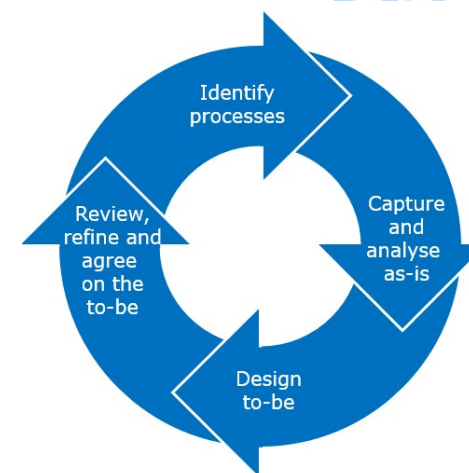 Identify
processes
Capture
and
analyse
as-is
Design
to-be
Review,
refine and
agree
on the
to-be